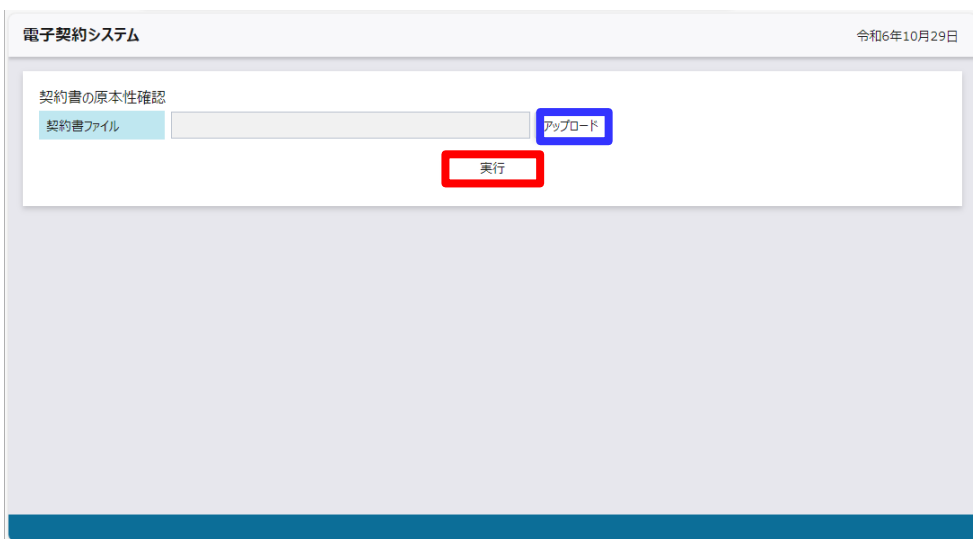 電子契約システム 令和6年10月29日
契約書の原本性確認
契約書ファイル アップロード
実行